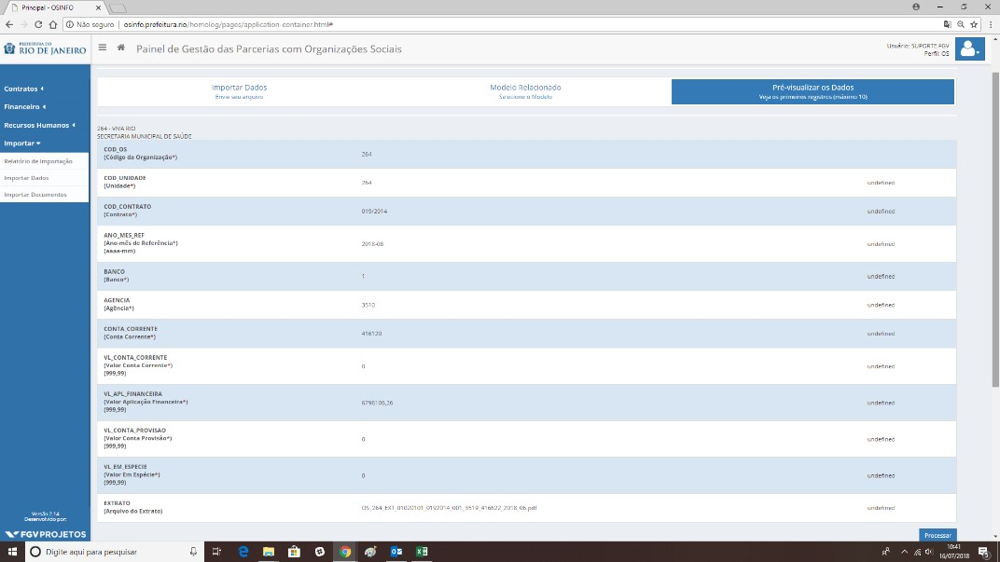 Principal - OSINFO
Não seguro | osinfo.prefeitura.rio/homolog/pages/application-container.html#
PREFEITURA DO
RIO DE JANEIRO
Painel de Gestão das Parcerias com Organizações Sociais
Usuário: SUPORTE FGV
Perfil: OS
Contratos
Financeiro
Recursos Humanos
Importar
Relatório de Importação
Importar Dados
Importar Documentos
Importar Dados
Envie seu arquivo
Modelo Relacionado
Selecione o Modelo
Pré-visualizar os Dados
Veja os primeiros registros (máximo 10)
264 - VIVA RIO
SECRETARIA MUNICIPAL DE SAÚDE
COD_OS
(Código da Organização*)
264
COD_UNIDADE
(Unidade*)
264
undefined
COD_CONTRATO
(Contrato*)
019/2014
undefined
ANO_MES_REF
(Ano-mês de Referência*)
(aaaa-mm)
2018-08
undefined
BANCO
(Banco*)
1
undefined
AGENCIA
(Agência*)
3510
undefined
CONTA_CORRENTE
(Conta Corrente*)
416120
undefined
VL_CONTA_CORRENTE
(Valor Conta Corrente*)
(999,99)
0
undefined
VL_APL_FINANCEIRA
(Valor Aplicação Financeira*)
(999,99)
6796106,26
undefined
VL_CONTA_PROVISAO
(Valor Conta Provisão*)
(999,99)
0
undefined
VL_EM_ESPECIE
(Valor Em Espécie*)
(999,99)
0
undefined
EXTRATO
(Arquivo do Extrato)
OS_264_EXT_01020101_0192014_001_3519_416622_2018_06.pdf
undefined
Processar
Versão 2.14
Desenvolvido por:
FGV PROJETOS
Digite aqui para pesquisar
10:41
16/07/2018